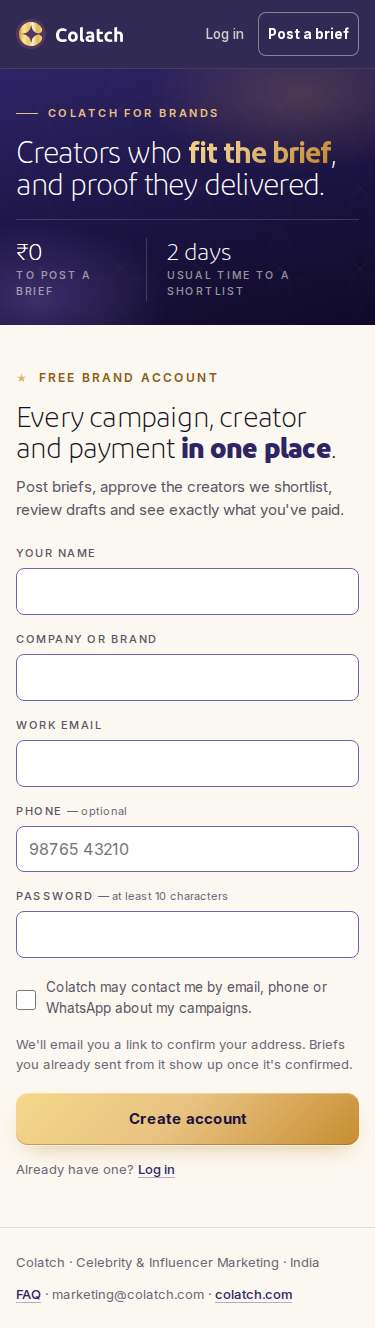 Colatch
Log in
Post a brief
COLATCH FOR BRANDS
Creators who fit the brief,
and proof they delivered.
₹0
TO POST A
BRIEF
2 days
USUAL TIME TO A
SHORTLIST
★ FREE BRAND ACCOUNT
Every campaign, creator
and payment in one place.
Post briefs, approve the creators we shortlist,
review drafts and see exactly what you've paid.
YOUR NAME
COMPANY OR BRAND
WORK EMAIL
PHONE — optional
98765 43210
PASSWORD — at least 10 characters
Colatch may contact me by email, phone or
WhatsApp about my campaigns.
We'll email you a link to confirm your address. Briefs
you already sent from it show up once it's confirmed.
Create account
Already have one? Log in
Colatch · Celebrity & Influencer Marketing · India
FAQ · marketing@colatch.com · colatch.com